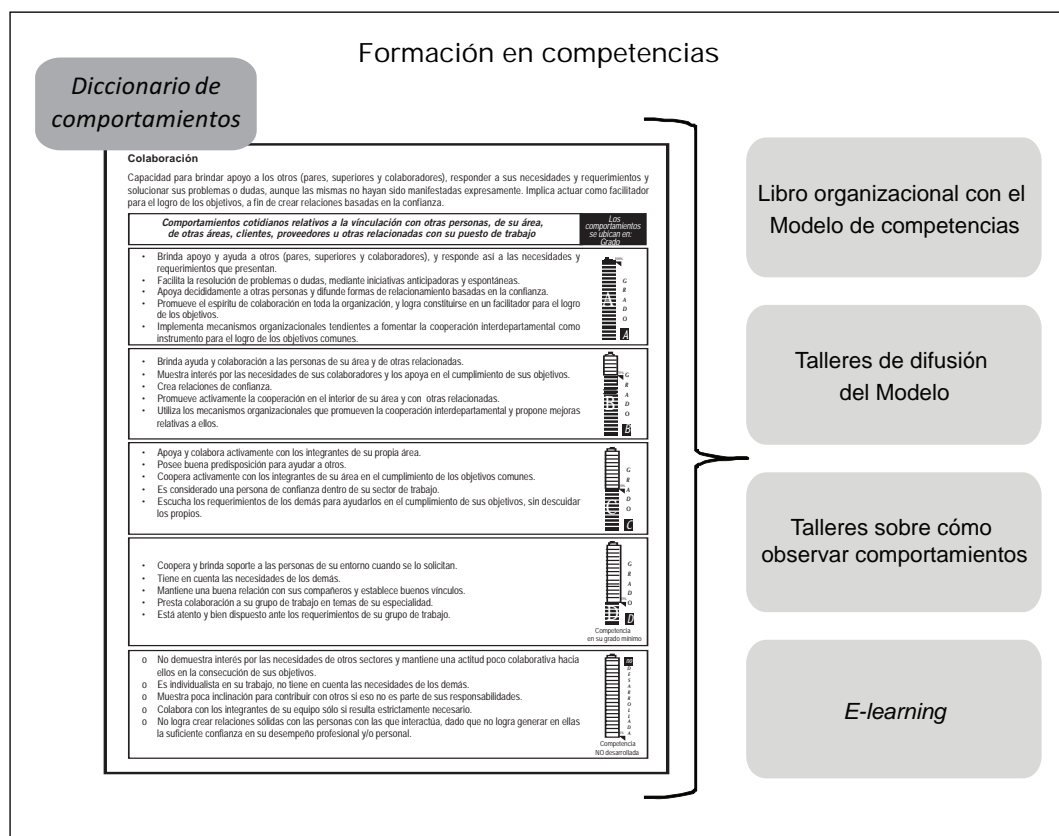 Formación en competencias
Diccionario de
comportamientos
Colaboración
Capacidad para brindar apoyo a los otros (pares, superiores y colaboradores), responder a sus necesidades y requerimientos y
solucionar sus problemas o dudas, aunque las mismas no hayan sido manifestadas expresamente. Implica actuar como facilitador
para el logro de los objetivos, a fin de crear relaciones basadas en la confianza.
Comportamientos cotidianos relativos a la vínculación con otras personas, de su área,
de otras áreas, clientes, proveedores u otras relacionadas con su puesto de trabajo
Los
comportamientos
se ubican en:
Grado
• Brinda apoyo y ayuda a otros (pares, superiores y colaboradores), y responde así a las necesidades y
requerimientos que presentan.
• Facilita la resolución de problemas o dudas, mediante iniciativas anticipadoras y espontáneas.
• Apoya decididamente a otras personas y difunde formas de relacionamiento basadas en la confianza.
• Promueve el espíritu de colaboración en toda la organización, y logra constituirse en un facilitador para el logro
de los objetivos.
• Implementa mecanismos organizacionales tendientes a fomentar la cooperación interdepartamental como
instrumento para el logro de los objetivos comunes.
A
GRADO
A
• Brinda ayuda y colaboración a las personas de su área y de otras relacionadas.
• Muestra interés por las necesidades de sus colaboradores y los apoya en el cumplimiento de sus objetivos.
• Crea relaciones de confianza.
• Promueve activamente la cooperación en el interior de su área y con otras relacionadas.
• Utiliza los mecanismos organizacionales que promueven la cooperación interdepartamental y propone mejoras
relativas a ellos.
B
GRADO
B
• Apoya y colabora activamente con los integrantes de su propia área.
• Posee buena predisposición para ayudar a otros.
• Coopera activamente con los integrantes de su área en el cumplimiento de los objetivos comunes.
• Es considerado una persona de confianza dentro de su sector de trabajo.
• Escucha los requerimientos de los demás para ayudarlos en el cumplimiento de sus objetivos, sin descuidar
los propios.
C
GRADO
C
• Coopera y brinda soporte a las personas de su entorno cuando se lo solicitan.
• Tiene en cuenta las necesidades de los demás.
• Mantiene una buena relación con sus compañeros y establece buenos vínculos.
• Presta colaboración a su grupo de trabajo en temas de su especialidad.
• Está atento y bien dispuesto ante los requerimientos de su grupo de trabajo.
D
GRADO
D
Competencia
en su grado mínimo
o No demuestra interés por las necesidades de otros sectores y mantiene una actitud poco colaborativa hacia
ellos en la consecución de sus objetivos.
o Es individualista en su trabajo, no tiene en cuenta las necesidades de los demás.
o Muestra poca inclinación para contribuir con otros si eso no es parte de sus responsabilidades.
o Colabora con los integrantes de su equipo sólo si resulta estrictamente necesario.
o No logra crear relaciones sólidas con las personas con las que interactúa, dado que no logra generar en ellas
la suficiente confianza en su desempeño profesional y/o personal.
NO
DESARROLLADA
Competencia
NO desarrollada
Libro organizacional con el
Modelo de competencias
Talleres de difusión
del Modelo
Talleres sobre cómo
observar comportamientos
E-learning